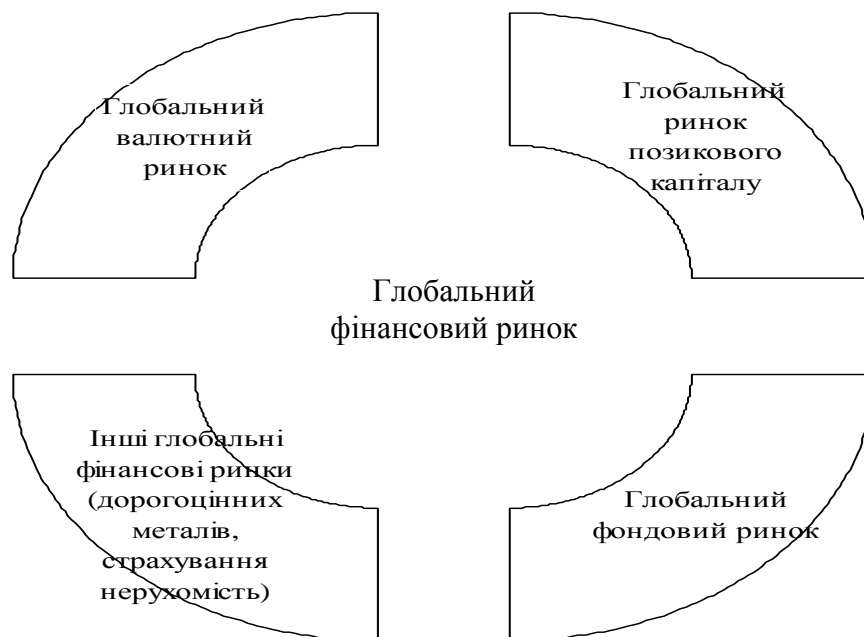 Глобальний
валютний
ринок
Глобальний
ринок
позикового
капіталу
Глобальний
фінансовий ринок
Інші глобальні
фінансові ринки
(дорогоцінних
металів,
страхування
нерухомість)
Глобальний
фондовий ринок